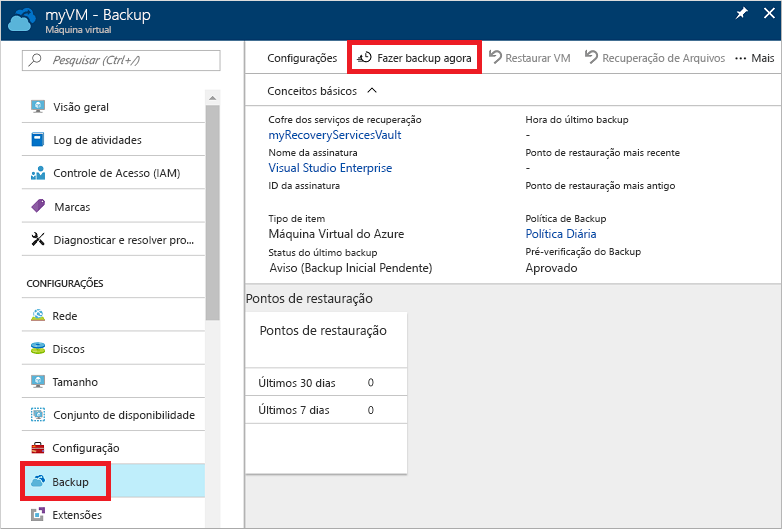 myVM - Backup
Máquina virtual
Pesquisar (Ctrl+/)
Visão geral
Log de atividades
Controle de Acesso (IAM)
Marcas
Diagnosticar e resolver pro...
CONFIGURAÇÕES
Rede
Discos
Tamanho
Conjunto de disponibilidade
Configuração
Backup
Extensões
Configurações Fazer backup agora Restaurar VM Recuperação de Arquivos ... Mais
Conceitos básicos
Cofre dos serviços de recuperação
myRecoveryServicesVault
Nome da assinatura
Visual Studio Enterprise
ID da assinatura
Tipo de item
Máquina Virtual do Azure
Status do último backup
Aviso (Backup Inicial Pendente)
Hora do último backup
-
Ponto de restauração mais recente
-
Ponto de restauração mais antigo
Política de Backup
Política Diária
Pré-verificação do Backup
Aprovado
Pontos de restauração
Pontos de restauração
Últimos 30 dias 0
Últimos 7 dias 0